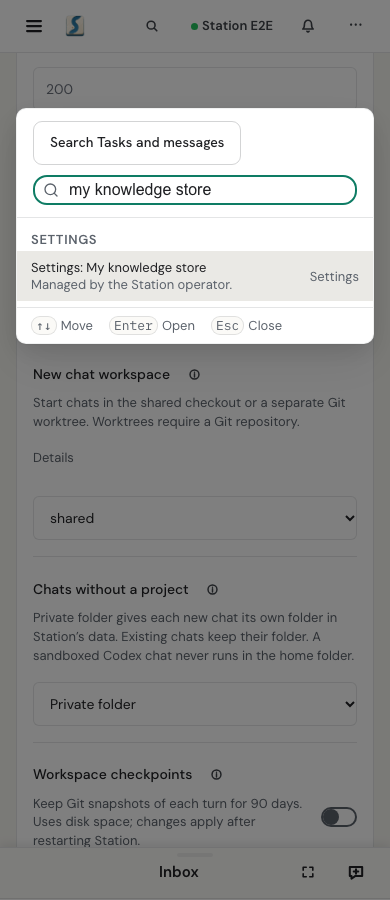 Station E2E
200
Search Tasks and messages
my knowledge store
SETTINGS
Settings: My knowledge store
Managed by the Station operator.
Settings
↑↓ Move Enter Open Esc Close
New chat workspace
Start chats in the shared checkout or a separate Git
worktree. Worktrees require a Git repository.
Details
shared
Chats without a project
Private folder gives each new chat its own folder in
Station’s data. Existing chats keep their folder. A
sandboxed Codex chat never runs in the home folder.
Private folder
Workspace checkpoints
Keep Git snapshots of each turn for 90 days.
Uses disk space; changes apply after
restarting Station.
Inbox